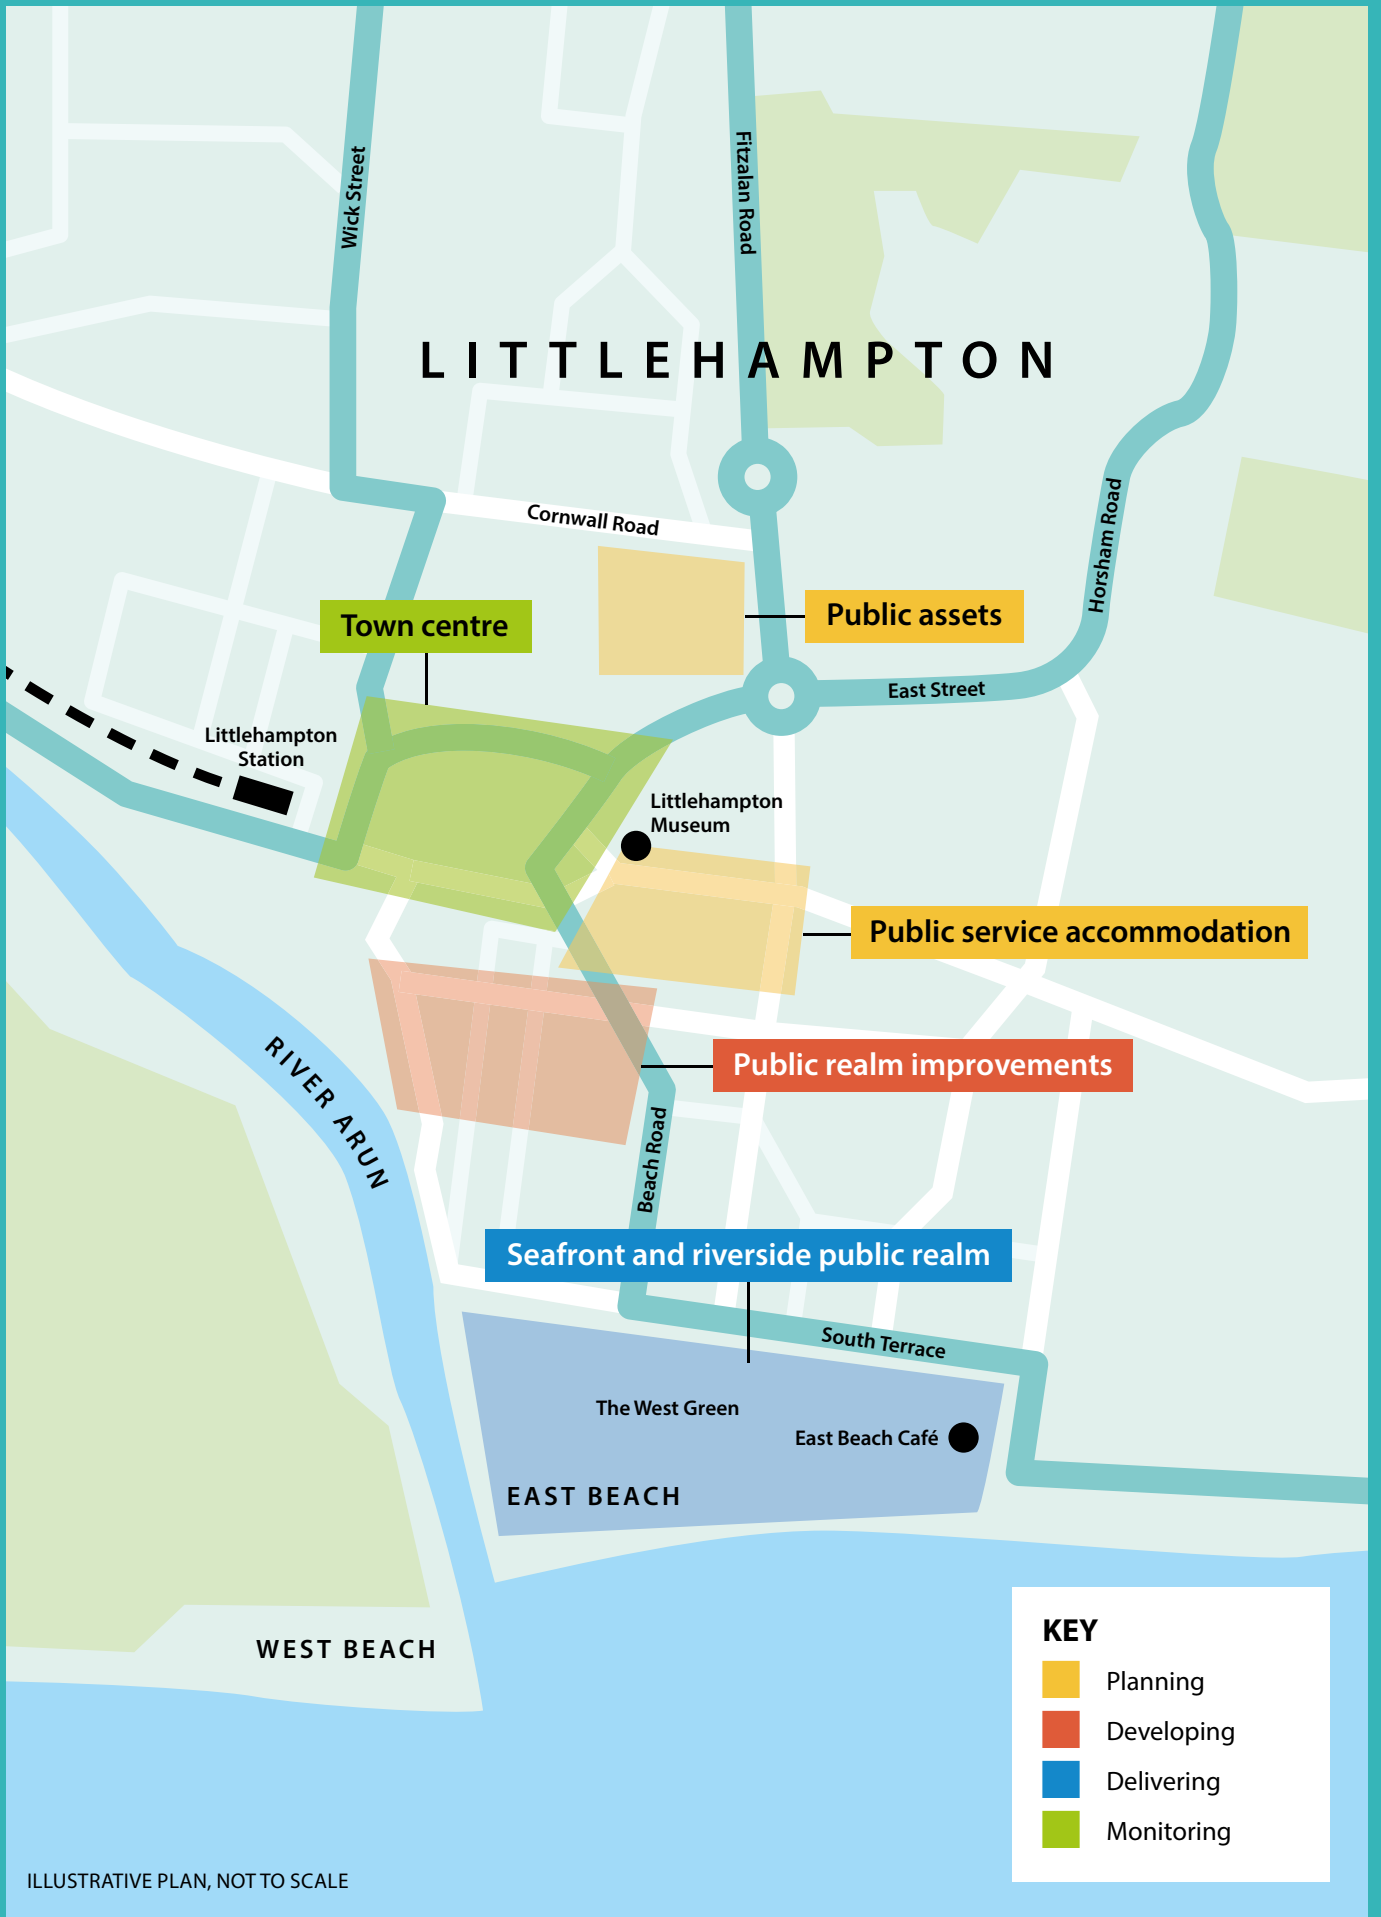 Wick Street
Fitzalan Road
LITTLEHAMPTON
Cornwall Road
Horsham Road
Town centre
Public assets
East Street
Littlehampton
Station
Littlehampton
Museum
Public service accommodation
RIVER ARUN
Public realm improvements
Beach Road
Seafront and riverside public realm
South Terrace
The West Green
East Beach Café
EAST BEACH
WEST BEACH
KEY
Planning
Developing
Delivering
Monitoring
ILLUSTRATIVE PLAN, NOT TO SCALE